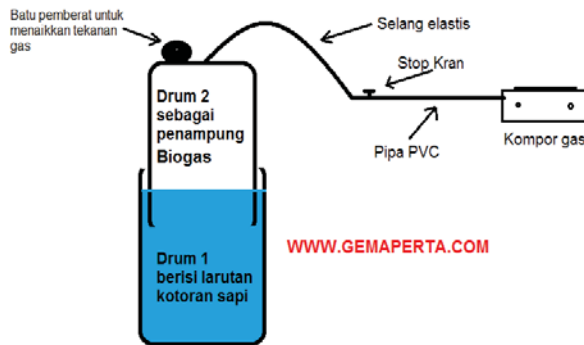 Batu pemberat untuk
menaikkan tekanan
gas
Selang elastis
Stop Kran
Drum 2
sebagai
penampung
Biogas
Pipa PVC
Kompor gas
WWW.GEMAPERTA.COM
Drum 1
berisi larutan
kotoran sapi